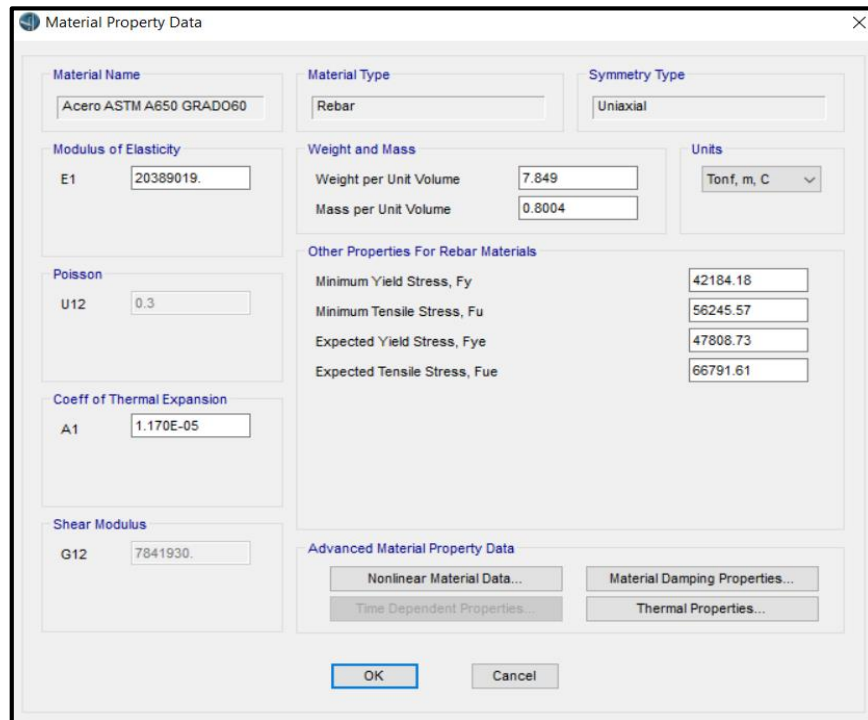 Material Property Data
Material Name
Acero ASTM A650 GRADO60
Material Type
Rebar
Symmetry Type
Uniaxial
Modulus of Elasticity
E1 20389019.
Weight and Mass
Weight per Unit Volume 7.849
Mass per Unit Volume 0.8004
Units
Tonf, m, C
Poisson
U12 0.3
Other Properties For Rebar Materials
Minimum Yield Stress, Fy 42184.18
Minimum Tensile Stress, Fu 56245.57
Expected Yield Stress, Fye 47808.73
Expected Tensile Stress, Fue 66791.61
Coeff of Thermal Expansion
A1 1.170E-05
Shear Modulus
G12 7841930.
Advanced Material Property Data
Nonlinear Material Data... Material Damping Properties...
Time Dependent Properties... Thermal Properties...
OK Cancel